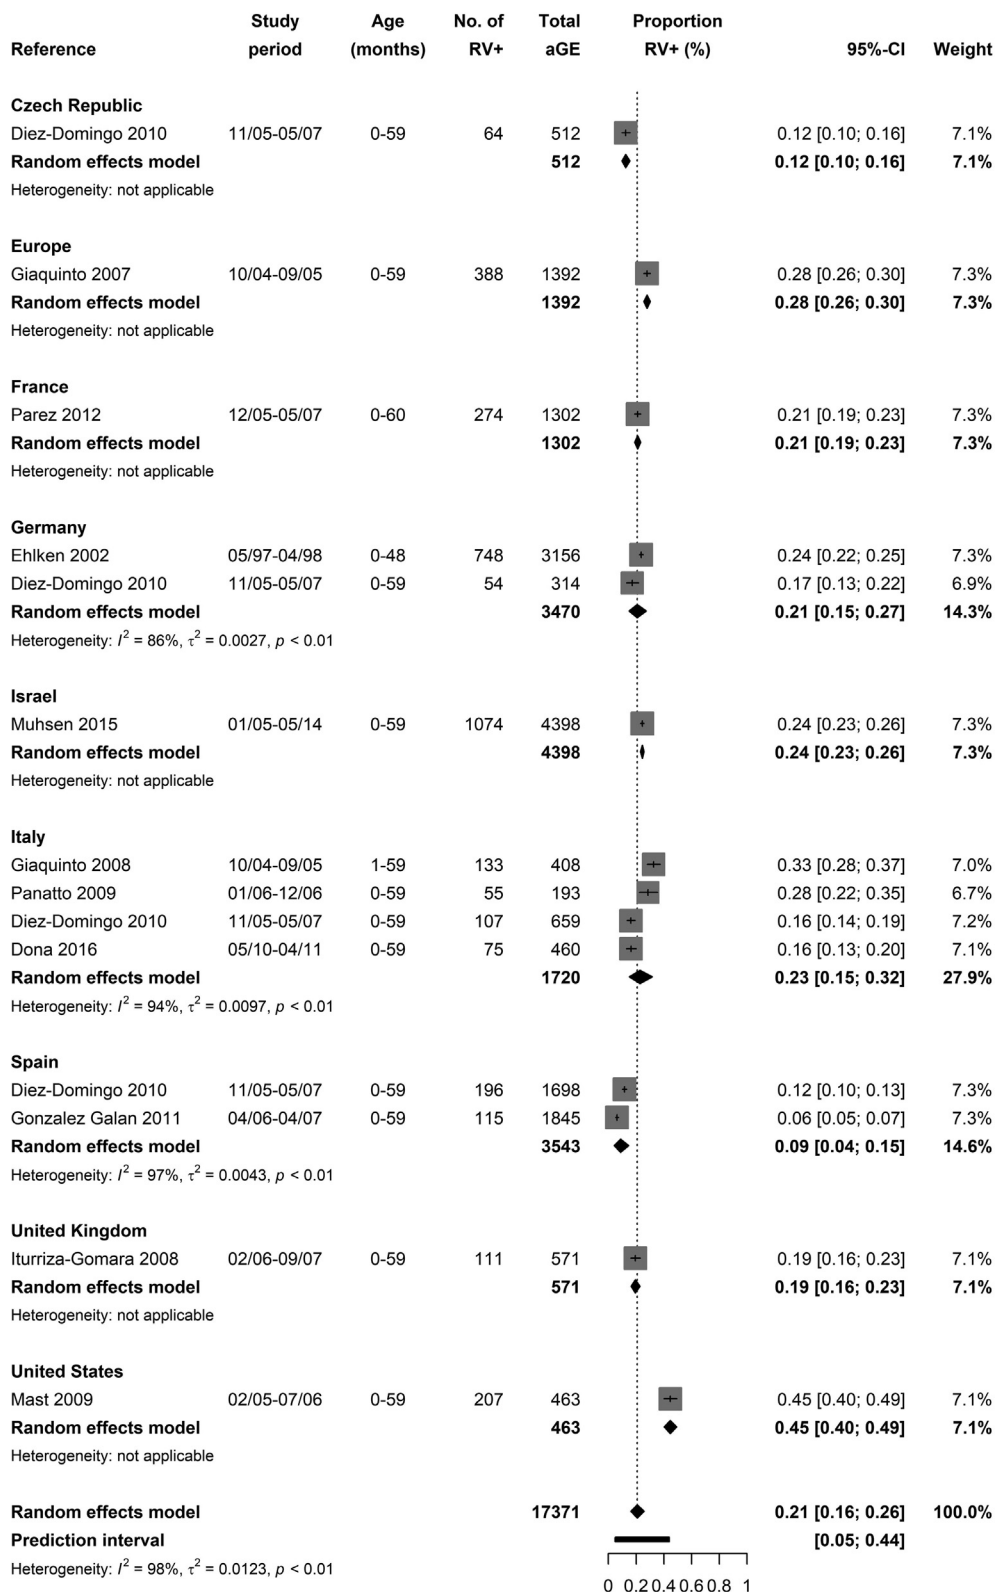 Study Age No. of Total Proportion
Reference period (months) RV+ aGE RV+ (%) 95%-CI Weight
Czech Republic
Diez-Domingo 2010 11/05-05/07 0-59 64 512 0.12 [0.10; 0.16] 7.1%
Random effects model 512 0.12 [0.10; 0.16] 7.1%
Heterogeneity: not applicable
Europe
Giaquinto 2007 10/04-09/05 0-59 388 1392 0.28 [0.26; 0.30] 7.3%
Random effects model 1392 0.28 [0.26; 0.30] 7.3%
Heterogeneity: not applicable
France
Parez 2012 12/05-05/07 0-60 274 1302 0.21 [0.19; 0.23] 7.3%
Random effects model 1302 0.21 [0.19; 0.23] 7.3%
Heterogeneity: not applicable
Germany
Ehlken 2002 05/97-04/98 0-48 748 3156 0.24 [0.22; 0.25] 7.3%
Diez-Domingo 2010 11/05-05/07 0-59 54 314 0.17 [0.13; 0.22] 6.9%
Random effects model 3470 0.21 [0.15; 0.27] 14.3%
Heterogeneity: I² = 86%, τ² = 0.0027, p < 0.01
Israel
Muhsen 2015 01/05-05/14 0-59 1074 4398 0.24 [0.23; 0.26] 7.3%
Random effects model 4398 0.24 [0.23; 0.26] 7.3%
Heterogeneity: not applicable
Italy
Giaquinto 2008 10/04-09/05 1-59 133 408 0.33 [0.28; 0.37] 7.0%
Panatto 2009 01/06-12/06 0-59 55 193 0.28 [0.22; 0.35] 6.7%
Diez-Domingo 2010 11/05-05/07 0-59 107 659 0.16 [0.14; 0.19] 7.2%
Dona 2016 05/10-04/11 0-59 75 460 0.16 [0.13; 0.20] 7.1%
Random effects model 1720 0.23 [0.15; 0.32] 27.9%
Heterogeneity: I² = 94%, τ² = 0.0097, p < 0.01
Spain
Diez-Domingo 2010 11/05-05/07 0-59 196 1698 0.12 [0.10; 0.13] 7.3%
Gonzalez Galan 2011 04/06-04/07 0-59 115 1845 0.06 [0.05; 0.07] 7.3%
Random effects model 3543 0.09 [0.04; 0.15] 14.6%
Heterogeneity: I² = 97%, τ² = 0.0043, p < 0.01
United Kingdom
Iturriza-Gomara 2008 02/06-09/07 0-59 111 571 0.19 [0.16; 0.23] 7.1%
Random effects model 571 0.19 [0.16; 0.23] 7.1%
Heterogeneity: not applicable
United States
Mast 2009 02/05-07/06 0-59 207 463 0.45 [0.40; 0.49] 7.1%
Random effects model 463 0.45 [0.40; 0.49] 7.1%
Heterogeneity: not applicable
Random effects model 17371 0.21 [0.16; 0.26] 100.0%
Prediction interval [0.05; 0.44]
Heterogeneity: I² = 98%, τ² = 0.0123, p < 0.01
0 0.2 0.4 0.6 0.8 1